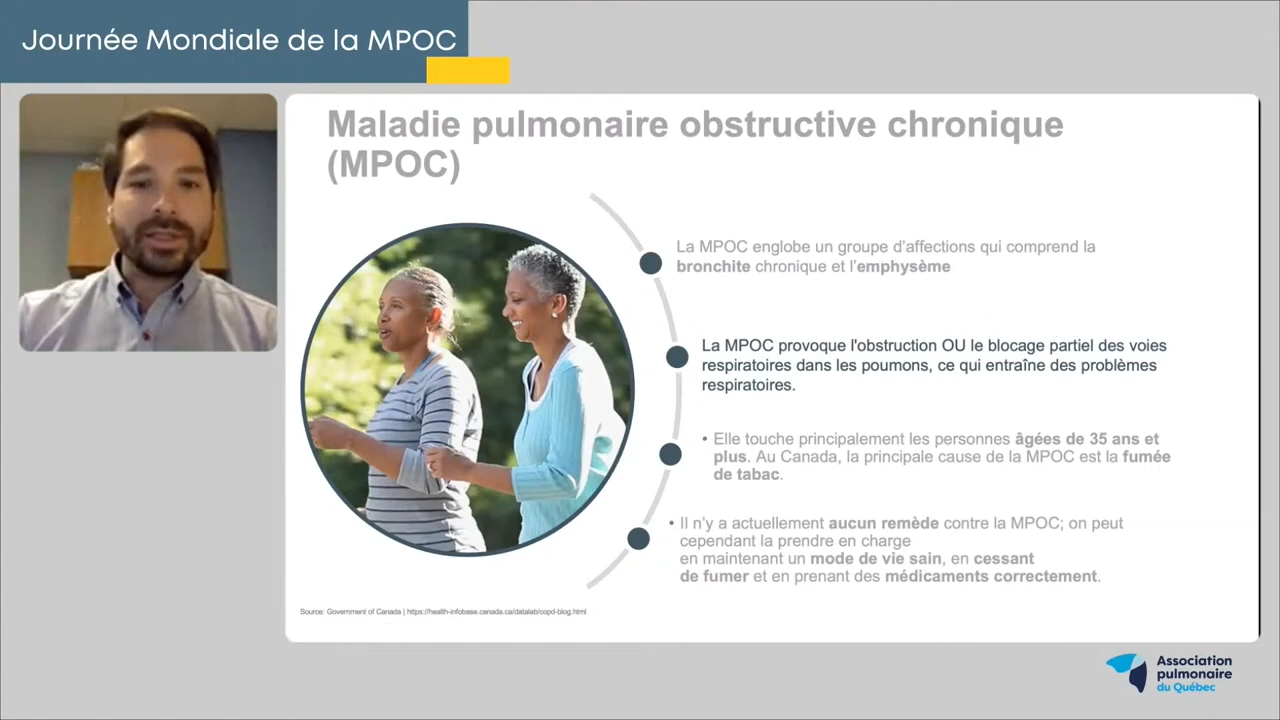 Journée Mondiale de la MPOC
Maladie pulmonaire obstructive chronique
(MPOC)
La MPOC englobe un groupe d'affections qui comprend la
bronchite chronique et l'emphysème
La MPOC provoque l'obstruction OU le blocage partiel des voies
respiratoires dans les poumons, ce qui entraîne des problèmes
respiratoires.
• Elle touche principalement les personnes âgées de 35 ans et
plus. Au Canada, la principale cause de la MPOC est la fumée
de tabac.
• Il n'y a actuellement aucun remède contre la MPOC; on peut
cependant la prendre en charge
en maintenant un mode de vie sain, en cessant
de fumer et en prenant des médicaments correctement.
Source: Government of Canada | https://health-infobase.canada.ca/datalab/copd-blog.html
Association
pulmonaire
du Québec